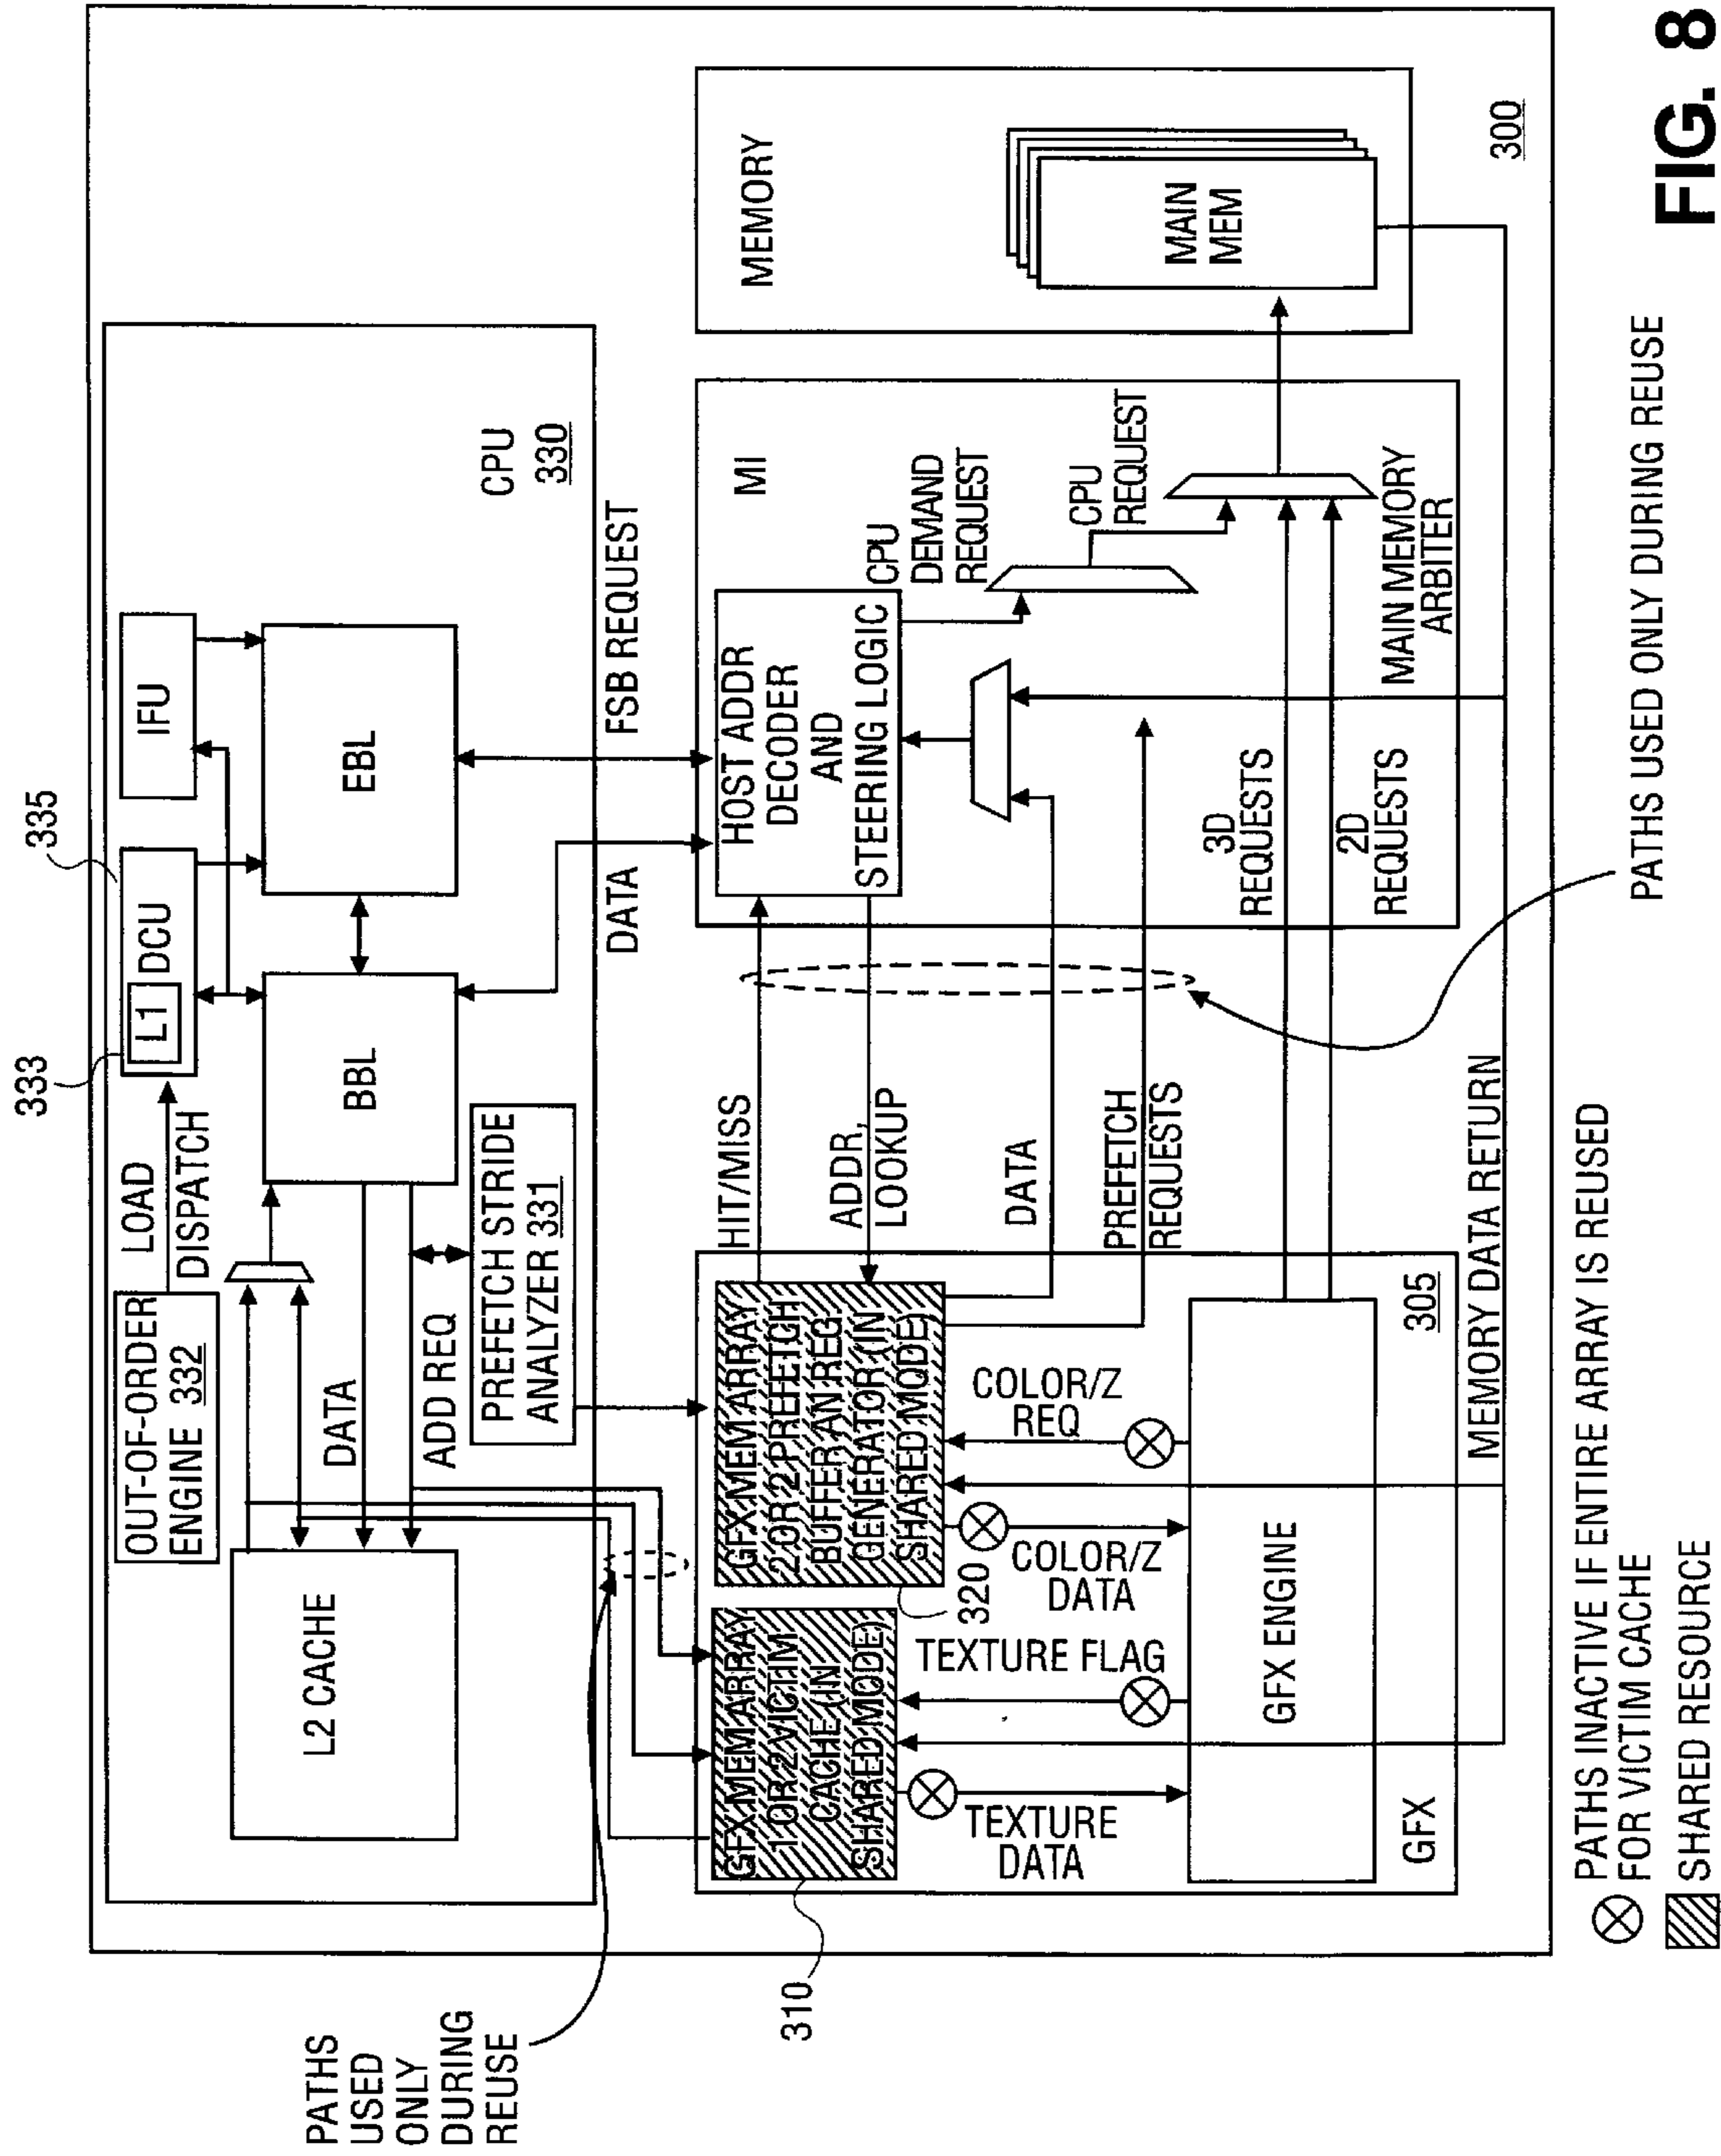 335
333
OUT-OF-ORDER
ENGINE 332
LOAD
DISPATCH
L1
DCU
IFU
L2 CACHE
DATA
ADD REQ
BBL
EBL
CPU
330
PREFETCH STRIDE
ANALYZER 331
PATHS
USED
ONLY
DURING
REUSE
DATA
FSB REQUEST
310
GFX MEM ARRAY
1 OR 2 VICTIM
CACHE (IN
SHARED MODE)
GFX MEM ARRAY
2 OR 2 PREFETCH
BUFFER AN REG
GENERATOR (IN
SHARED MODE)
320
HIT/MISS
ADDR,
LOOKUP
DATA
PREFETCH
REQUESTS
HOST ADDR
DECODER
AND
STEERING LOGIC
MI
CPU
DEMAND
REQUEST
CPU
REQUEST
MEMORY
MAIN
MEM
TEXTURE
DATA
TEXTURE FLAG
COLOR/Z
DATA
COLOR/Z
REQ
3D
REQUESTS
2D
REQUESTS
MAIN MEMORY
ARBITER
GFX ENGINE
GFX
305
MEMORY DATA RETURN
300
PATHS INACTIVE IF ENTIRE ARRAY IS REUSED
FOR VICTIM CACHE
SHARED RESOURCE
PATHS USED ONLY DURING REUSE
FIG. 8